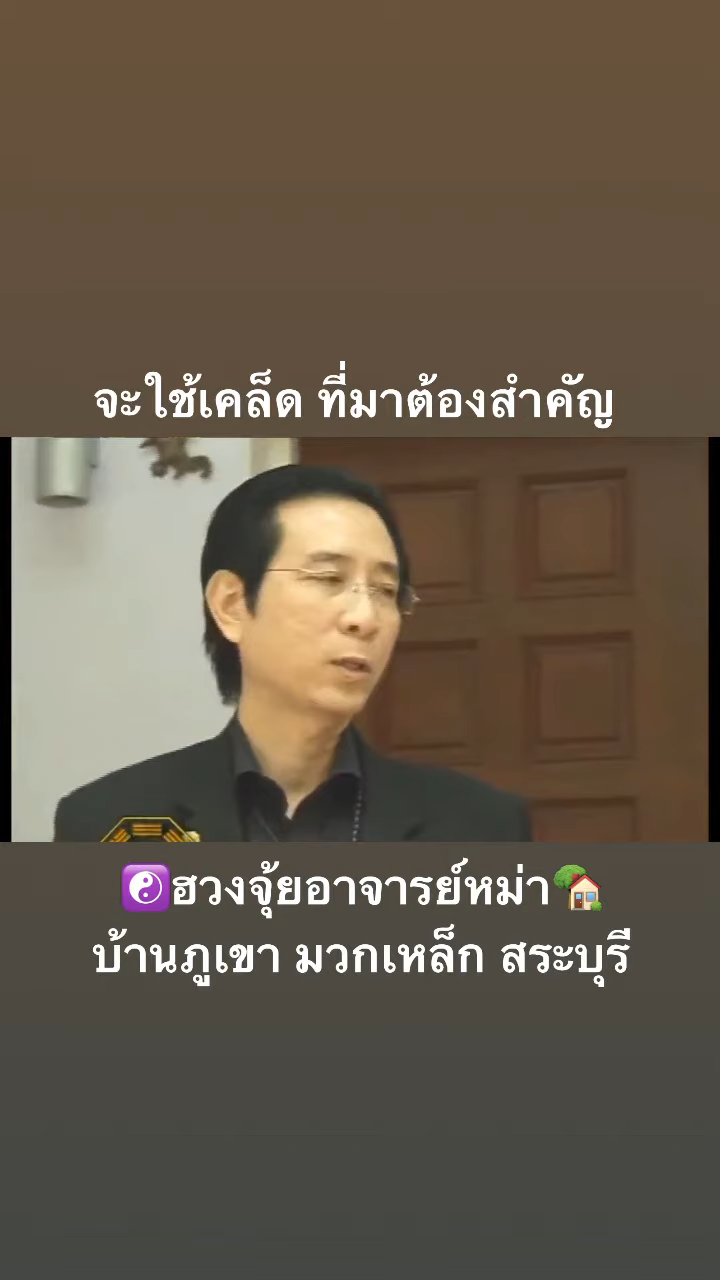 จะใช้เคล็ด ที่มาต้องสำคัญ
☯️ฮวงจุ้ยอาจารย์หม่า🏡
บ้านภูเขา มวกเหล็ก สระบุรี